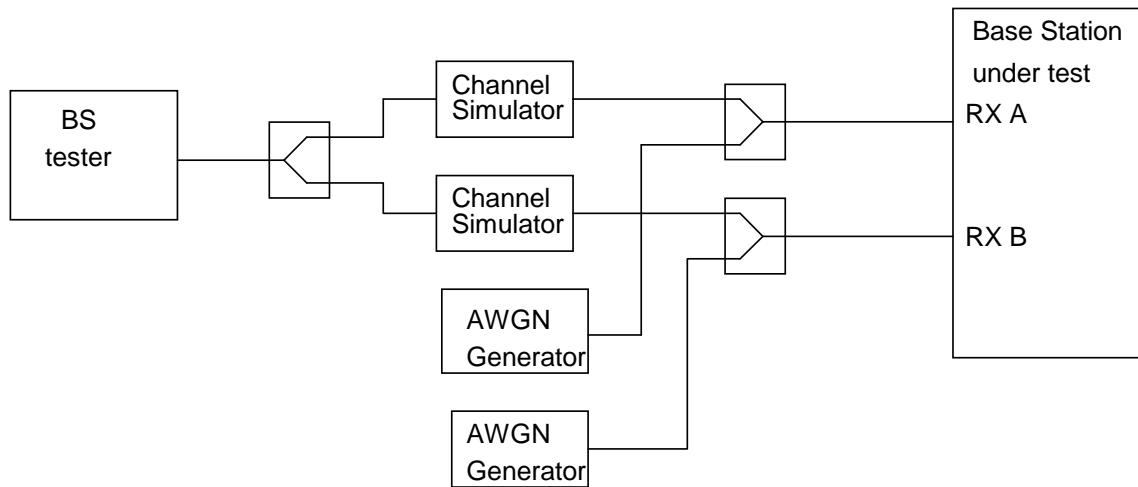 BS
tester
Channel
Simulator
Channel
Simulator
AWGN
Generator
AWGN
Generator
Base Station
under test
RX A
RX B